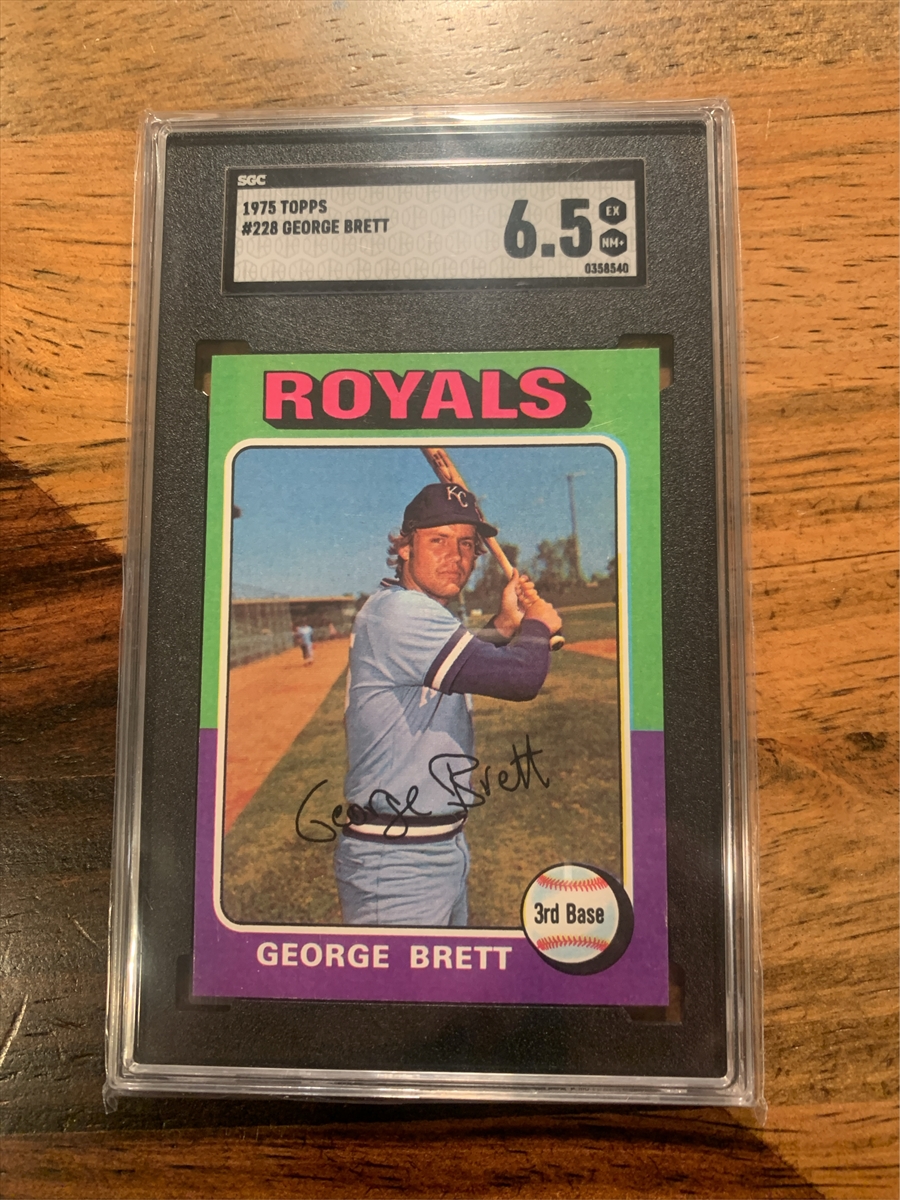 SGC
1975 TOPPS
#228 GEORGE BRETT
6.5
EX
NM+
0358540
ROYALS
KC
George Brett
3rd Base
GEORGE BRETT